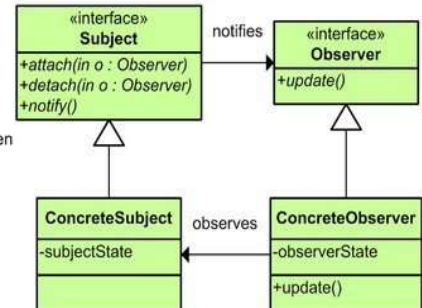 «interface»
Subject
+attach(in o : Observer)
+detach(in o : Observer)
+notify()
notifies
«interface»
Observer
+update()
en
ConcreteSubject
-subjectState
observes
ConcreteObserver
-observerState
+update()